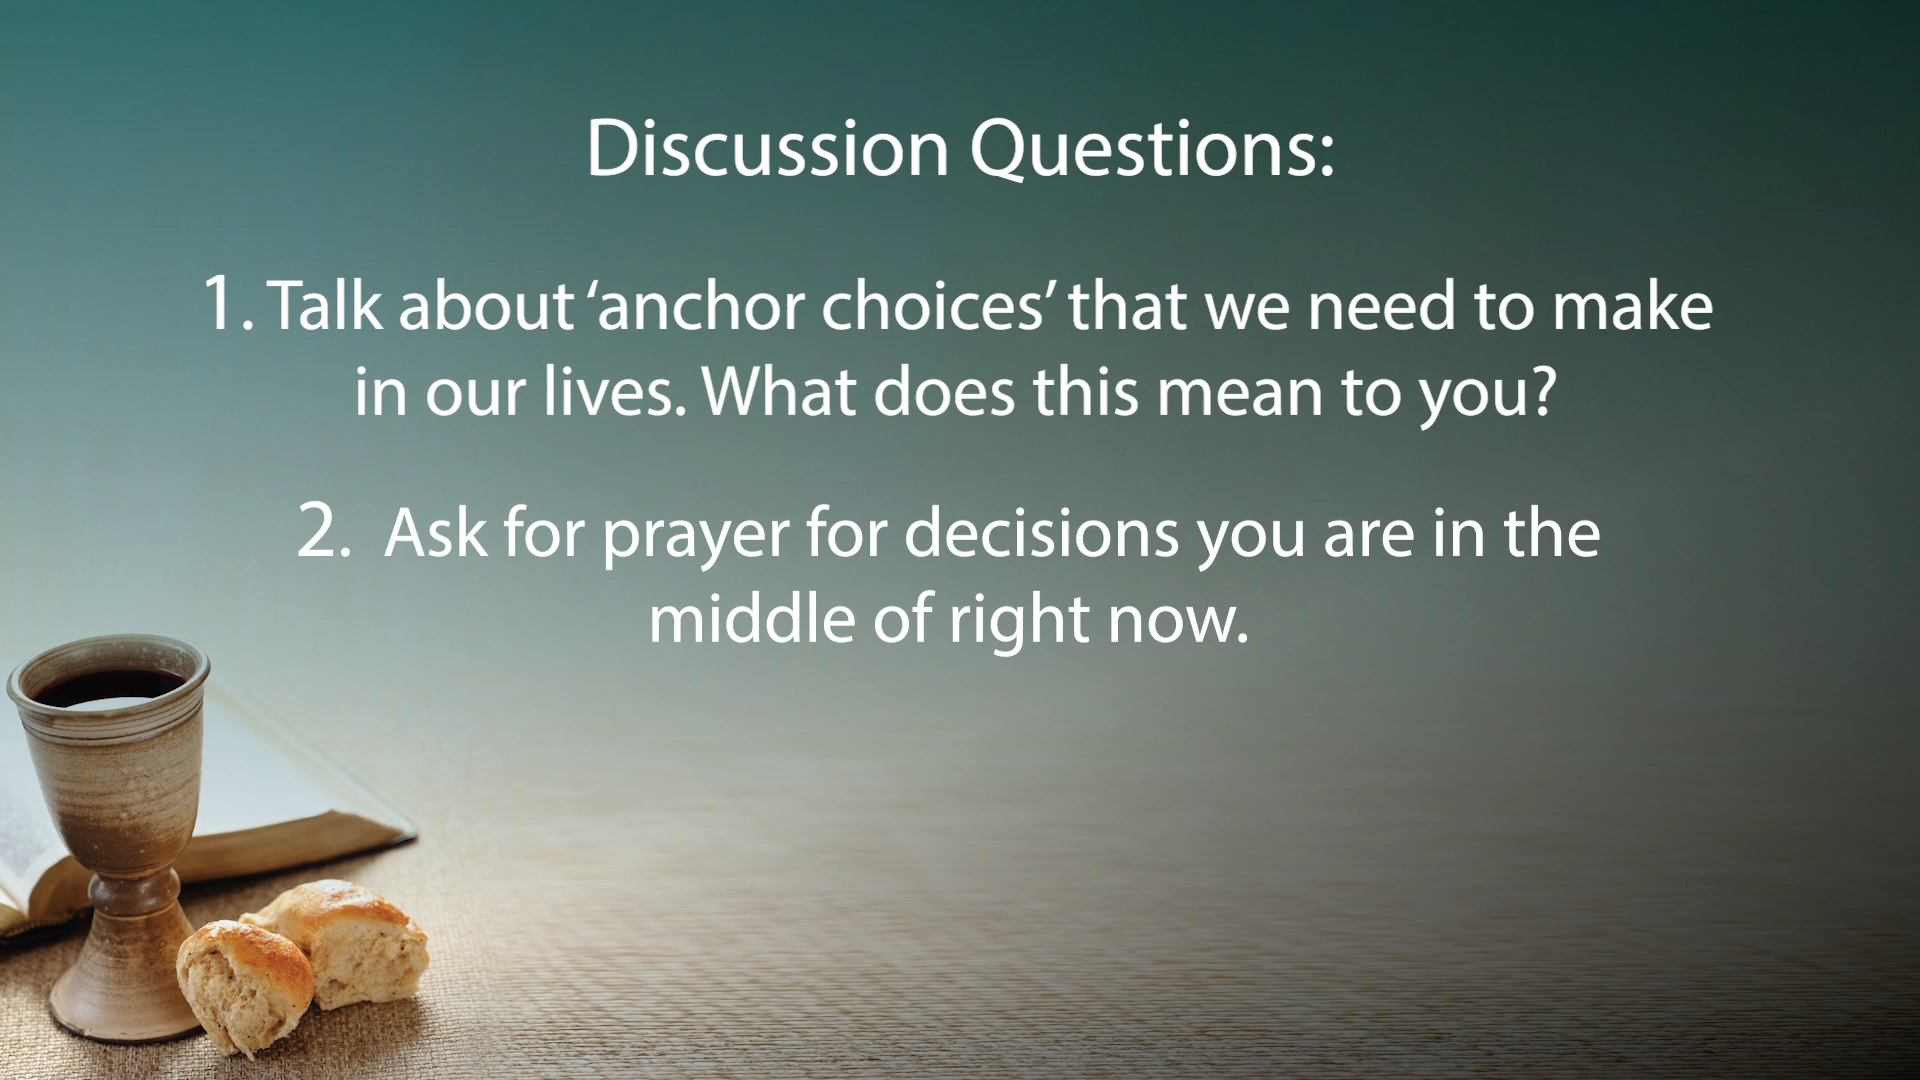 Discussion Questions:
1. Talk about ‘anchor choices’ that we need to make
in our lives. What does this mean to you?
2. Ask for prayer for decisions you are in the
middle of right now.